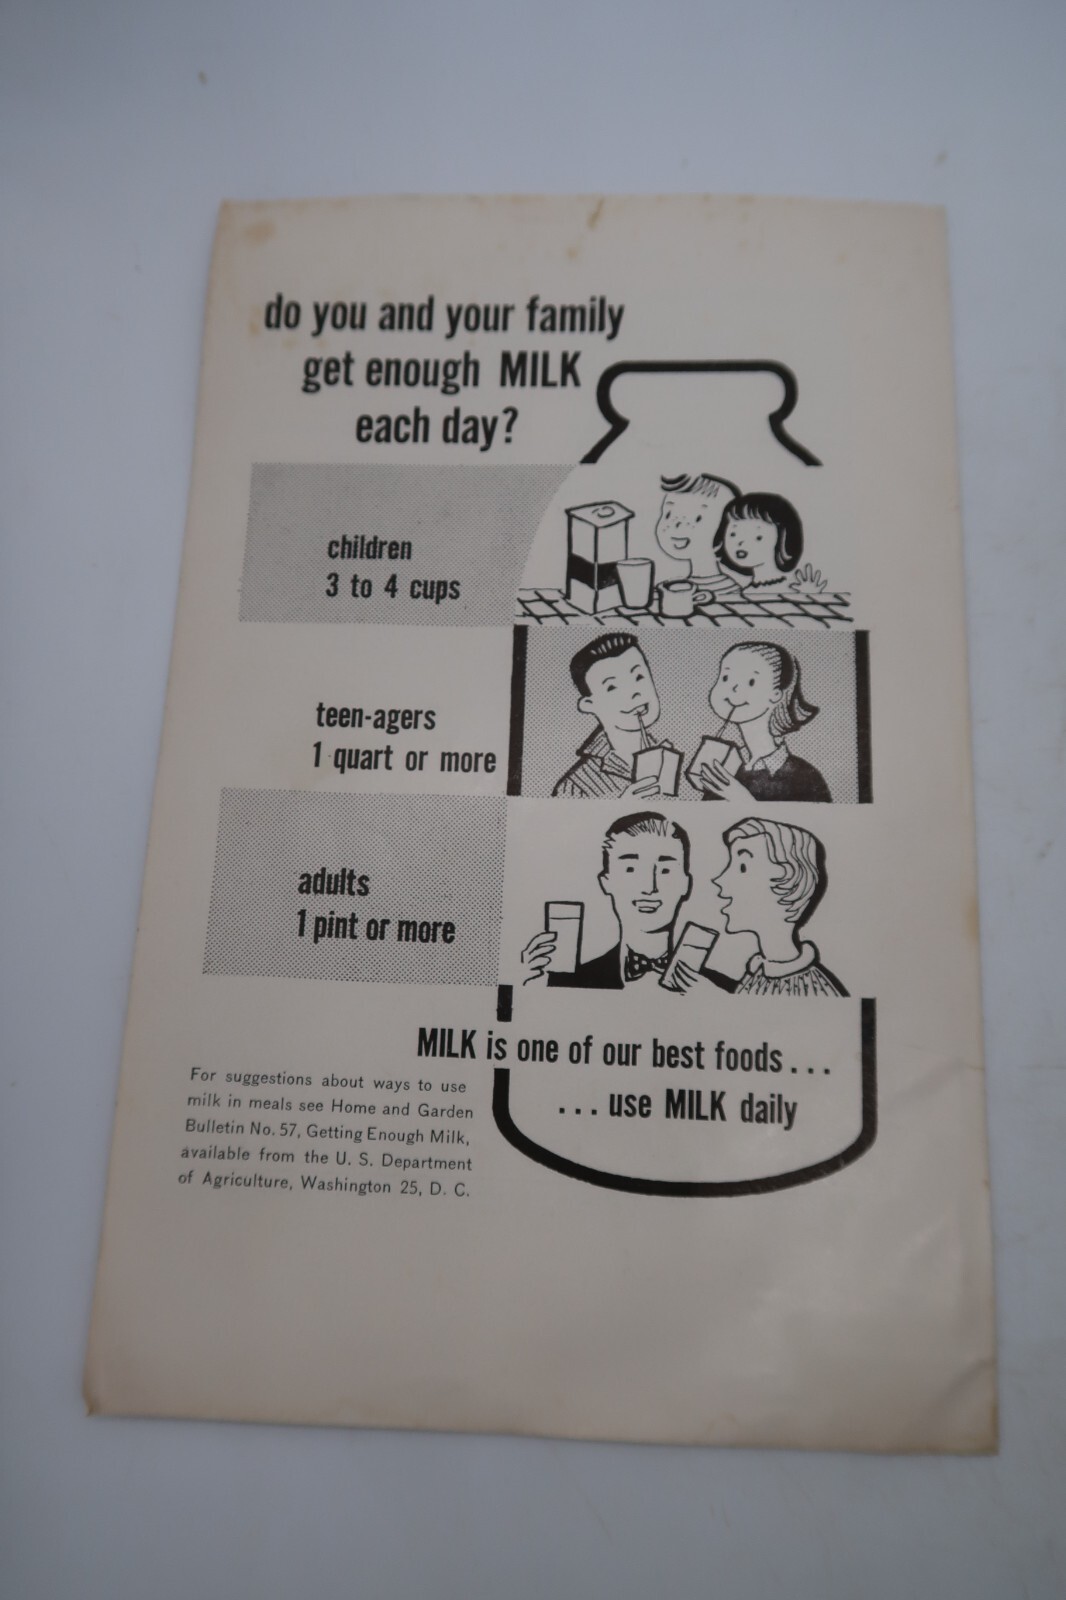 do you and your family
get enough MILK
each day?
children
3 to 4 cups
teen-agers
1 quart or more
adults
1 pint or more
MILK is one of our best foods...
...use MILK daily
For suggestions about ways to use
milk in meals see Home and Garden
Bulletin No. 57, Getting Enough Milk,
available from the U. S. Department
of Agriculture, Washington 25, D. C.